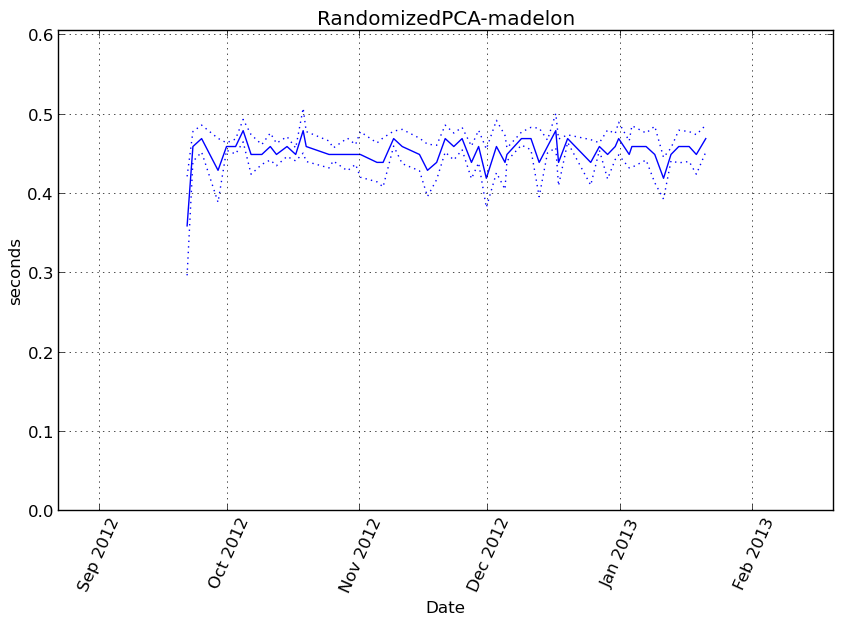 RandomizedPCA-madelon
0.6
0.5
0.4
0.3
0.2
0.1
0.0
seconds
Sep 2012
Oct 2012
Nov 2012
Dec 2012
Jan 2013
Feb 2013
Date